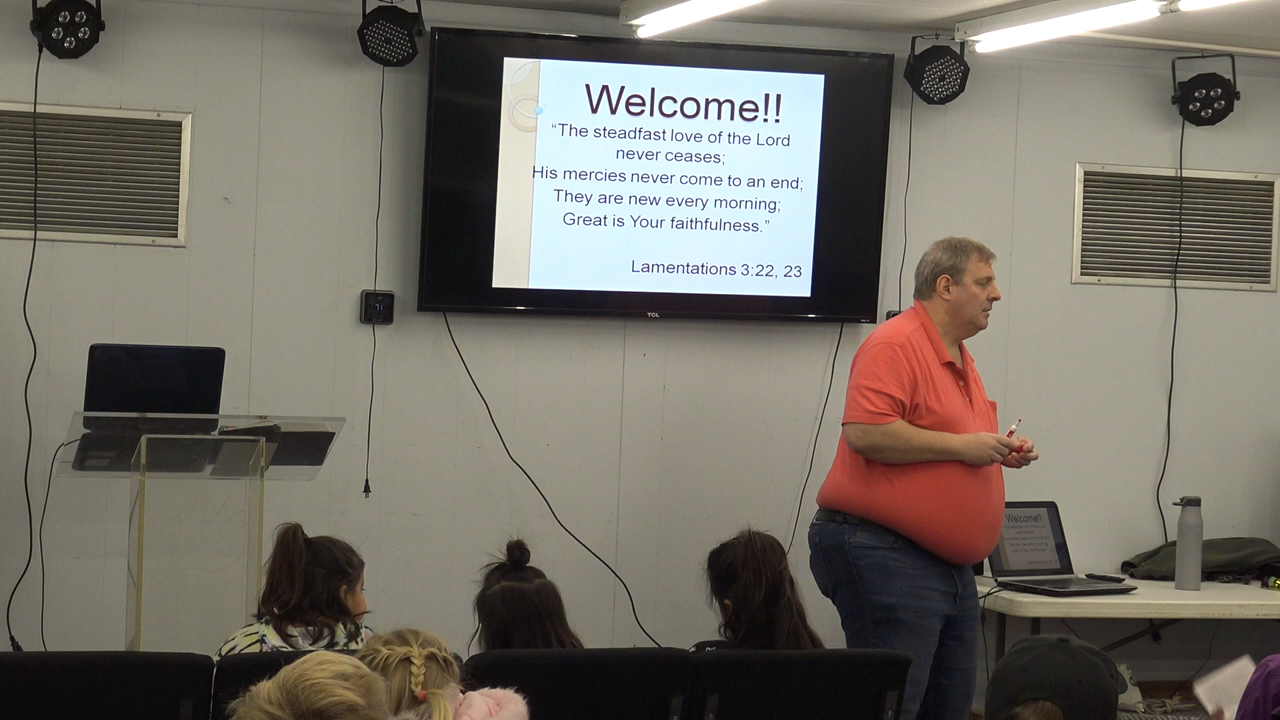 Welcome!!
“The steadfast love of the Lord
never ceases;
His mercies never come to an end;
They are new every morning;
Great is Your faithfulness.”
Lamentations 3:22, 23
TCL
Welcome!!